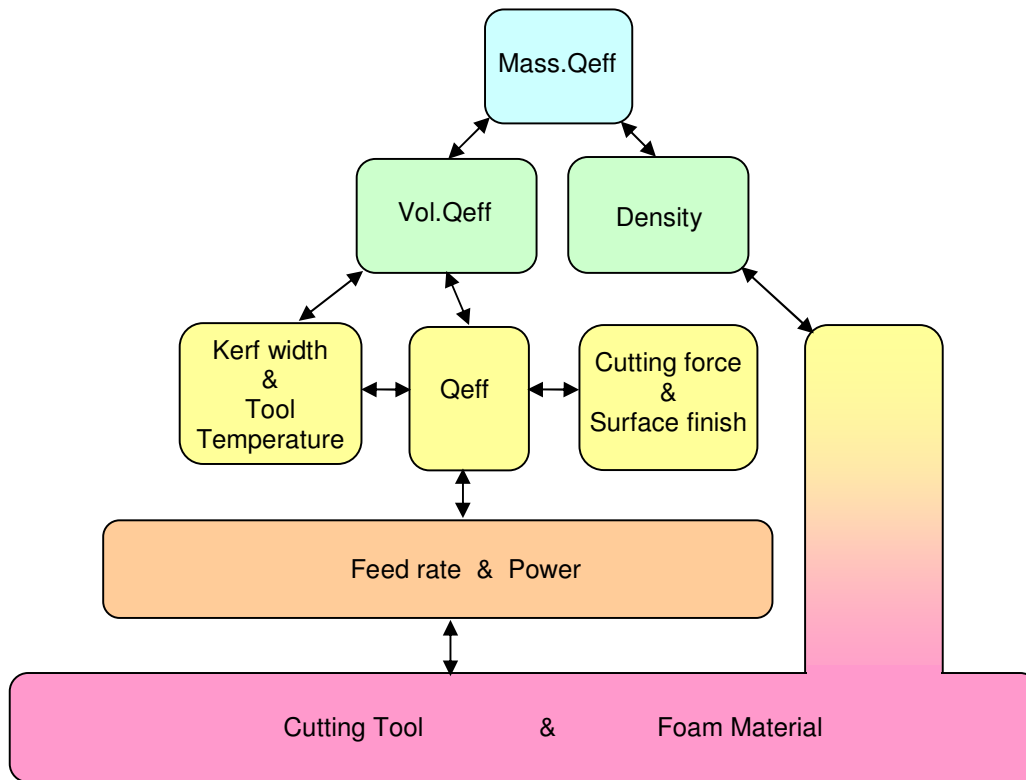 Mass.Qeff
Vol.Qeff
Density
Kerf width
&
Tool
Temperature
Qeff
Cutting force
&
Surface finish
Feed rate & Power
Cutting Tool & Foam Material